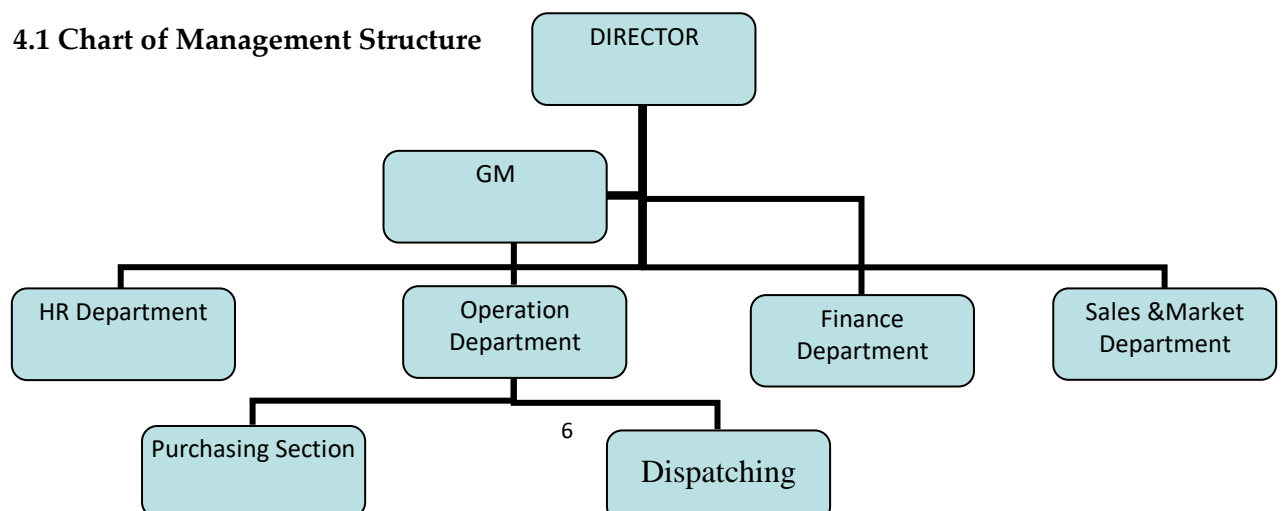 4.1 Chart of Management Structure
DIRECTOR
GM
HR Department
Operation
Department
Finance
Department
Sales &Market
Department
Purchasing Section
6
Dispatching